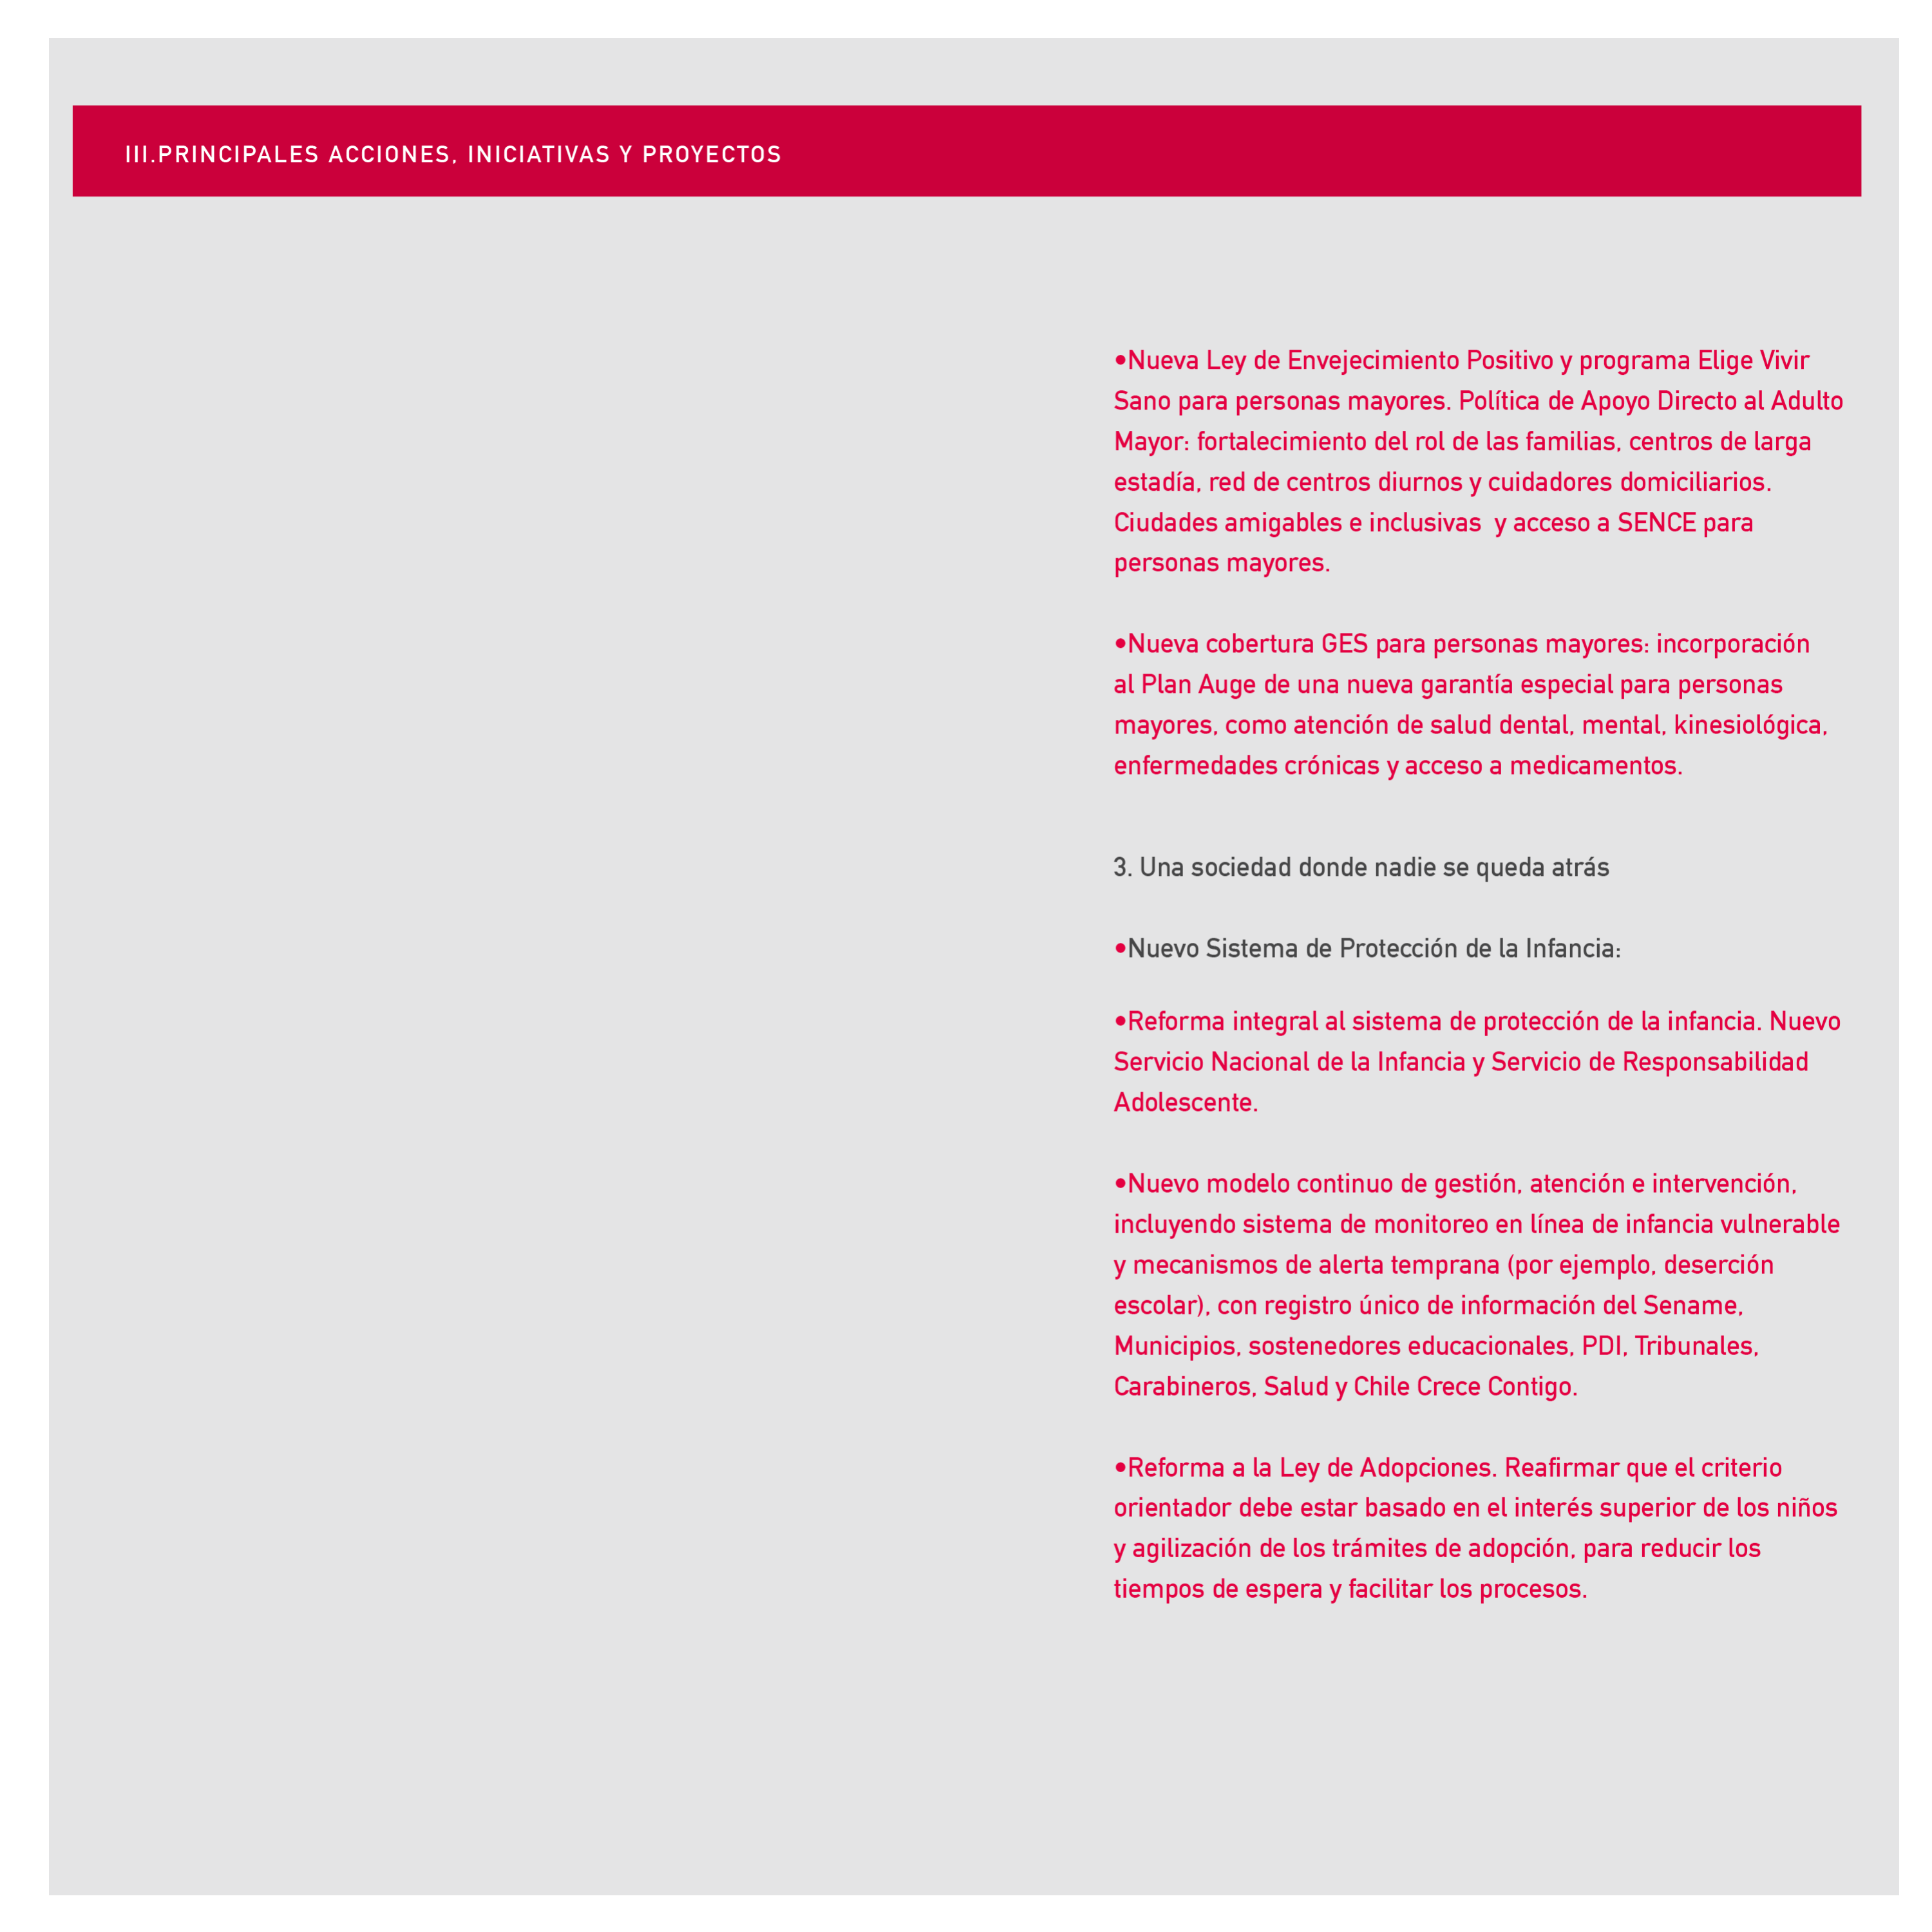 III.PRINCIPALES ACCIONES, INICIATIVAS Y PROYECTOS
•Nueva Ley de Envejecimiento Positivo y programa Elige Vivir
Sano para personas mayores. Política de Apoyo Directo al Adulto
Mayor: fortalecimiento del rol de las familias, centros de larga
estadía, red de centros diurnos y cuidadores domiciliarios.
Ciudades amigables e inclusivas  y acceso a SENCE para
personas mayores.
•Nueva cobertura GES para personas mayores: incorporación
al Plan Auge de una nueva garantía especial para personas
mayores, como atención de salud dental, mental, kinesiológica,
enfermedades crónicas y acceso a medicamentos.
3. Una sociedad donde nadie se queda atrás
•Nuevo Sistema de Protección de la Infancia:
•Reforma integral al sistema de protección de la infancia. Nuevo
Servicio Nacional de la Infancia y Servicio de Responsabilidad
Adolescente.
•Nuevo modelo continuo de gestión, atención e intervención,
incluyendo sistema de monitoreo en línea de infancia vulnerable
y mecanismos de alerta temprana (por ejemplo, deserción
escolar), con registro único de información del Sename,
Municipios, sostenedores educacionales, PDI, Tribunales,
Carabineros, Salud y Chile Crece Contigo.
•Reforma a la Ley de Adopciones. Reafirmar que el criterio
orientador debe estar basado en el interés superior de los niños
y agilización de los trámites de adopción, para reducir los
tiempos de espera y facilitar los procesos.